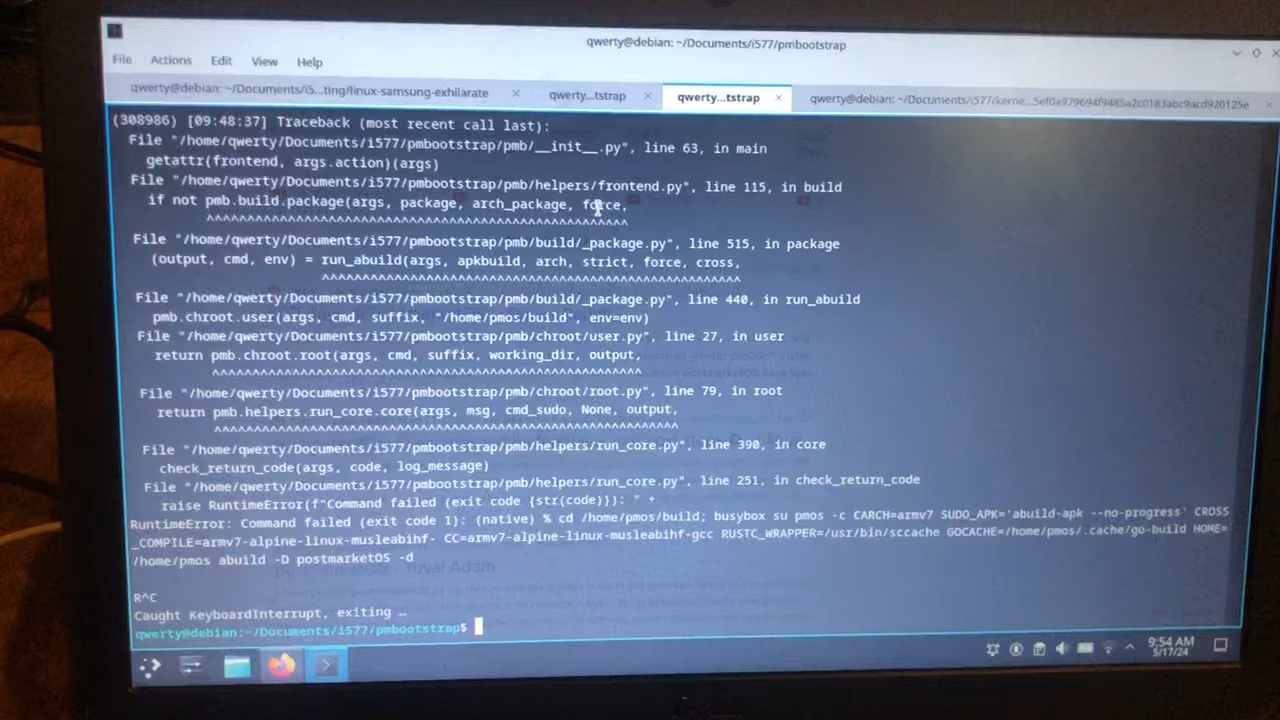 qwerty@debian: ~/Documents/i577/pmbootstrap
File Actions Edit View Help
qwerty@debian: ~/Documents/i5...ting/linux-samsung-exhilarate × qwerty...tstrap × qwerty...tstrap × qwerty@debian: ~/Documents/i577/kerne...5ef0a979694f9485a2c0183abc9acd920125e ×
(308986) [09:48:37] Traceback (most recent call last):
File "/home/qwerty/Documents/i577/pmbootstrap/pmb/__init__.py", line 63, in main
getattr(frontend, args.action)(args)
File "/home/qwerty/Documents/i577/pmbootstrap/pmb/helpers/frontend.py", line 115, in build
if not pmb.build.package(args, package, arch_package, force,
^^^^^^^^^^^^^^^^^^^^^^^^^^^^^^^^^^^^^^^^^^^^^^^^^^^^^
File "/home/qwerty/Documents/i577/pmbootstrap/pmb/build/_package.py", line 515, in package
(output, cmd, env) = run_abuild(args, apkbuild, arch, strict, force, cross,
^^^^^^^^^^^^^^^^^^^^^^^^^^^^^^^^^^^^^^^^^^^^^^^^^^^^^^
File "/home/qwerty/Documents/i577/pmbootstrap/pmb/build/_package.py", line 440, in run_abuild
pmb.chroot.user(args, cmd, suffix, "/home/pmos/build", env=env)
File "/home/qwerty/Documents/i577/pmbootstrap/pmb/chroot/user.py", line 27, in user
return pmb.chroot.root(args, cmd, suffix, working_dir, output,
^^^^^^^^^^^^^^^^^^^^^^^^^^^^^^^^^^^^^^^^^^^^^^^^^^^^^^^
File "/home/qwerty/Documents/i577/pmbootstrap/pmb/chroot/root.py", line 79, in root
return pmb.helpers.run_core.core(args, msg, cmd_sudo, None, output,
^^^^^^^^^^^^^^^^^^^^^^^^^^^^^^^^^^^^^^^^^^^^^^^^^^^^^^^^^^^^
File "/home/qwerty/Documents/i577/pmbootstrap/pmb/helpers/run_core.py", line 390, in core
check_return_code(args, code, log_message)
File "/home/qwerty/Documents/i577/pmbootstrap/pmb/helpers/run_core.py", line 251, in check_return_code
raise RuntimeError(f"Command failed (exit code {str(code)}): " +
RuntimeError: Command failed (exit code 1): (native) % cd /home/pmos/build; busybox su pmos -c CARCH=armv7 SUDO_APK='abuild-apk --no-progress' CROSS
_COMPILE=armv7-alpine-linux-musleabihf- CC=armv7-alpine-linux-musleabihf-gcc RUSTC_WRAPPER=/usr/bin/sccache GOCACHE=/home/pmos/.cache/go-build HOME=
/home/pmos abuild -D postmarketOS -d
R^C
Caught KeyboardInterrupt, exiting …
qwerty@debian:~/Documents/i577/pmbootstrap$
9:54 AM
5/17/24